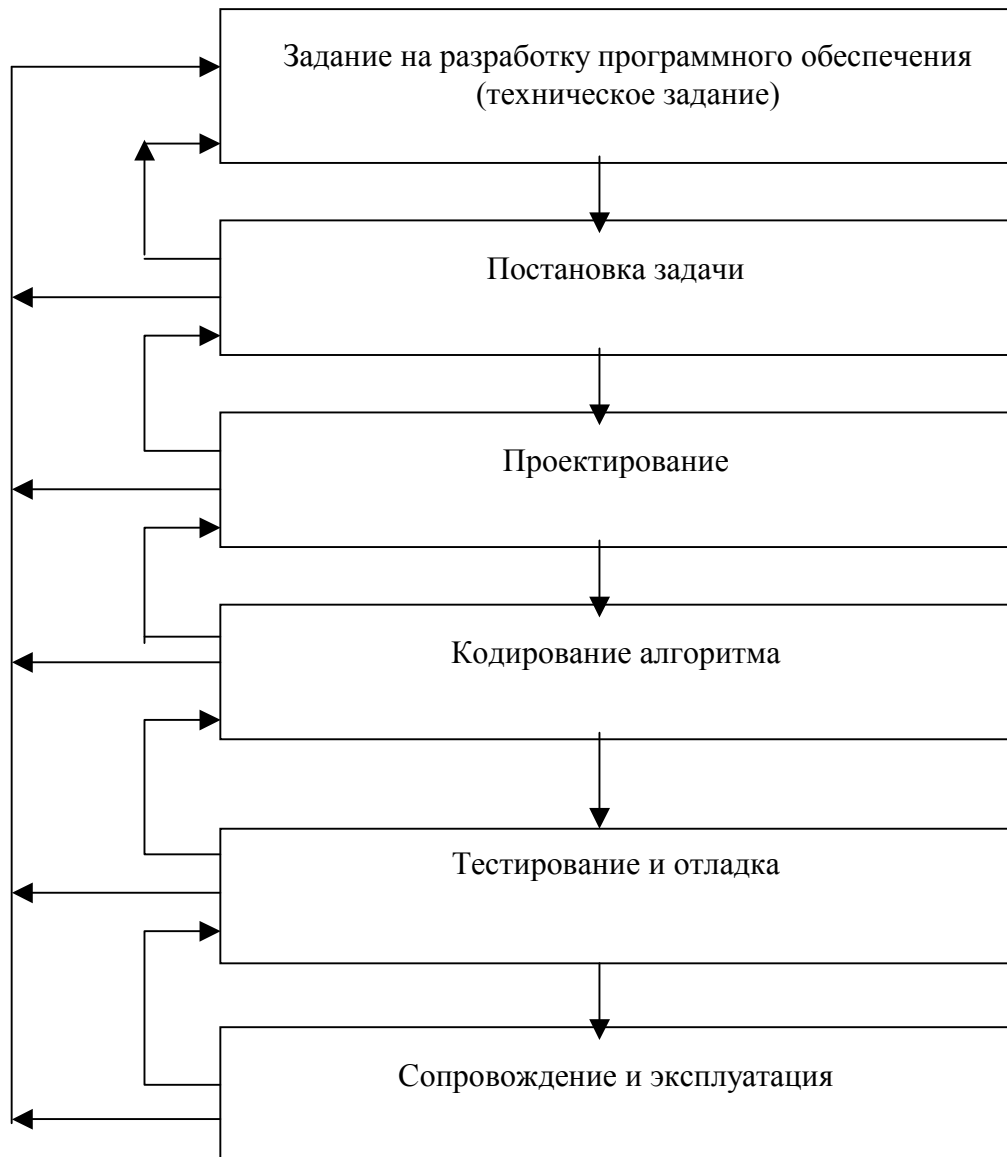 Задание на разработку программного обеспечения
(техническое задание)
Постановка задачи
Проектирование
Кодирование алгоритма
Тестирование и отладка
Сопровождение и эксплуатация